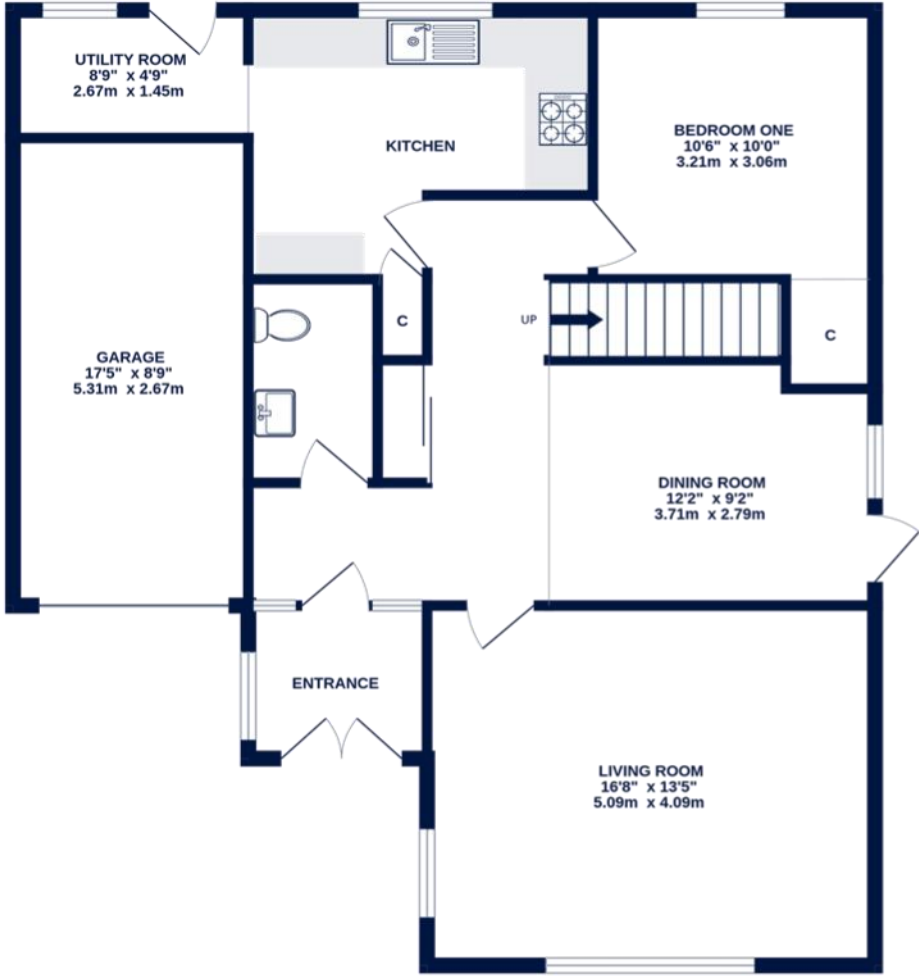 UTILITY ROOM
8'9" x 4'9"
2.67m x 1.45m
KITCHEN
BEDROOM ONE
10'6" x 10'0"
3.21m x 3.06m
C
UP
C
GARAGE
17'5" x 8'9"
5.31m x 2.67m
DINING ROOM
12'2" x 9'2"
3.71m x 2.79m
ENTRANCE
LIVING ROOM
16'8" x 13'5"
5.09m x 4.09m